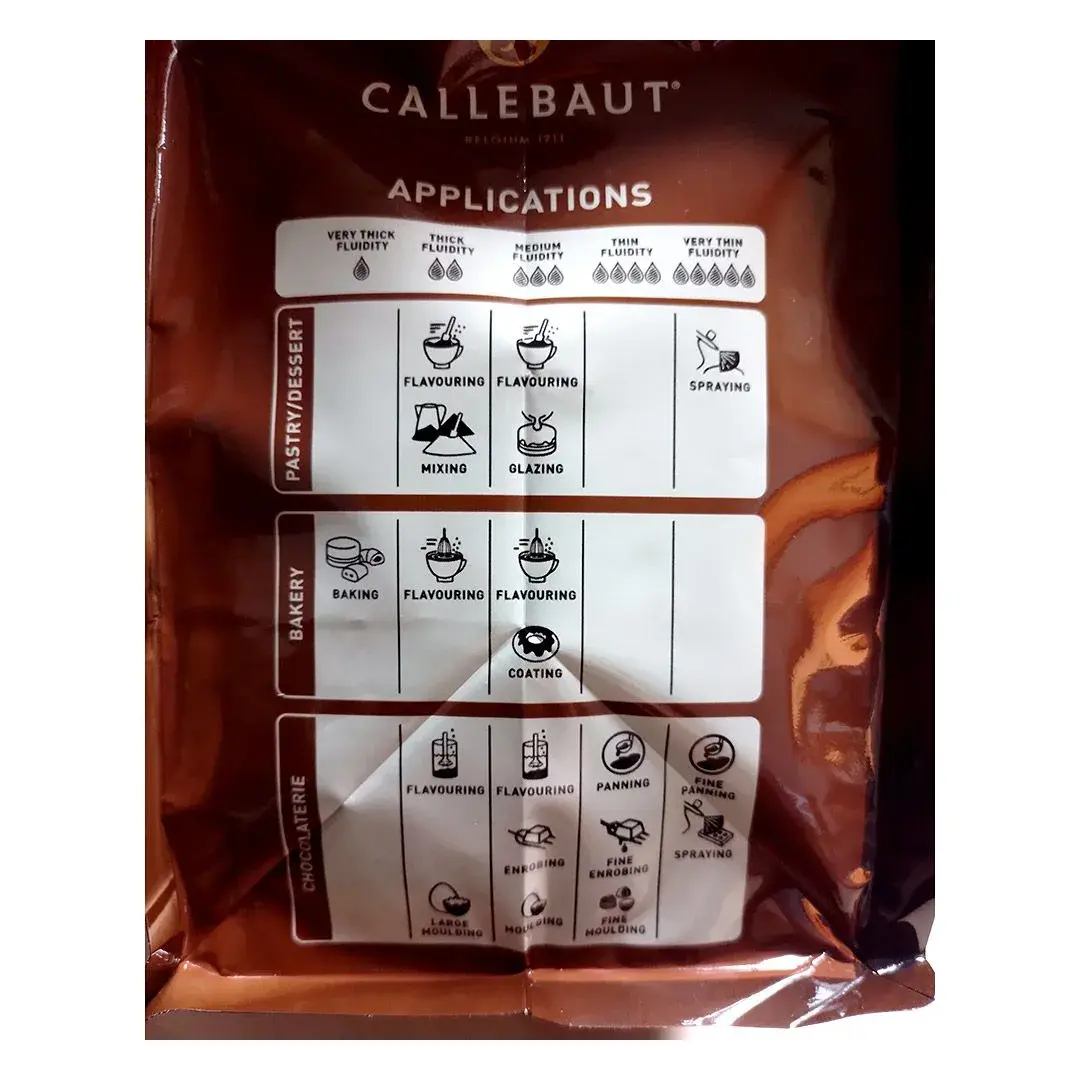 CALLEBAUT®
BELGIUM 1911
APPLICATIONS
VERY THICK
FLUIDITY
THICK
FLUIDITY
MEDIUM
FLUIDITY
THIN
FLUIDITY
VERY THIN
FLUIDITY
PASTRY/DESSERT
FLAVOURING
FLAVOURING
SPRAYING
MIXING
GLAZING
BAKERY
BAKING
FLAVOURING
FLAVOURING
COATING
CHOCOLATERIE
FLAVOURING
FLAVOURING
PANNING
FINE
PANNING
ENROBING
FINE
ENROBING
SPRAYING
LARGE
MOULDING
MOULDING
FINE
MOULDING